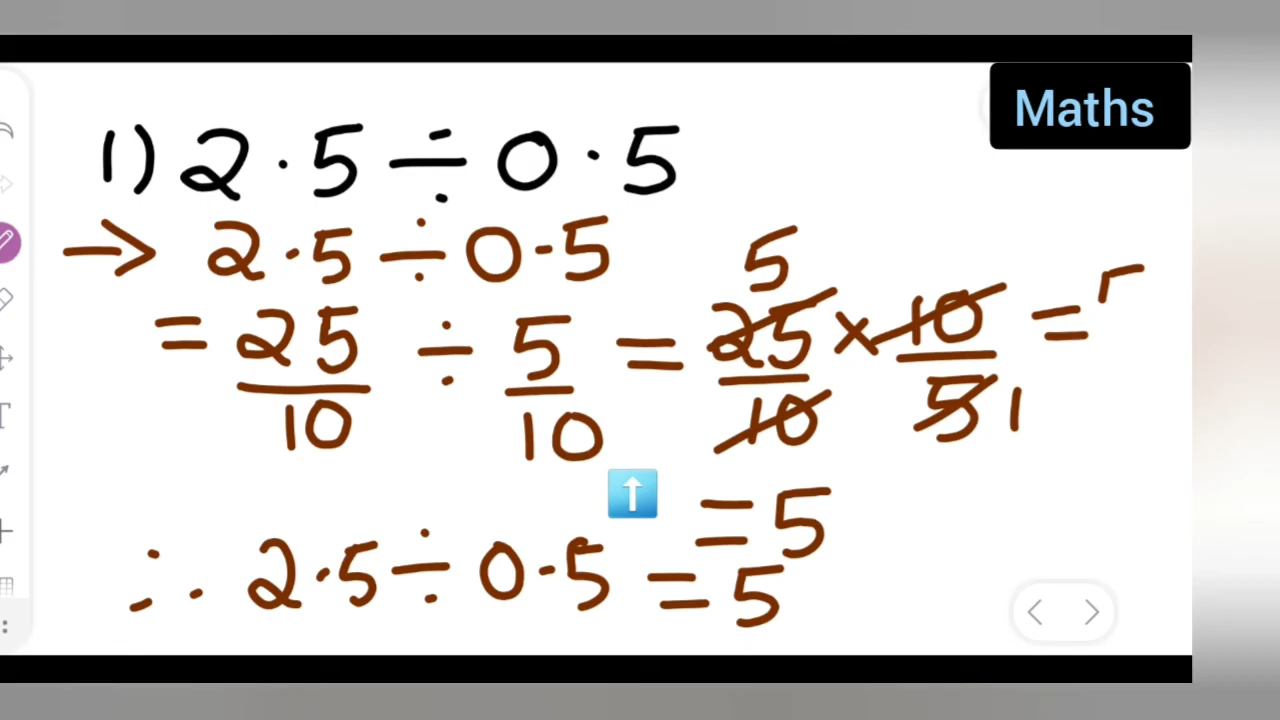 Maths
1) 2.5 ÷ 0.5
→ 2.5 ÷ 0.5
= 25/10 ÷ 5/10 = 25/10 × 10/5 =
5
1
= 5
∴ 2.5 ÷ 0.5 = 5